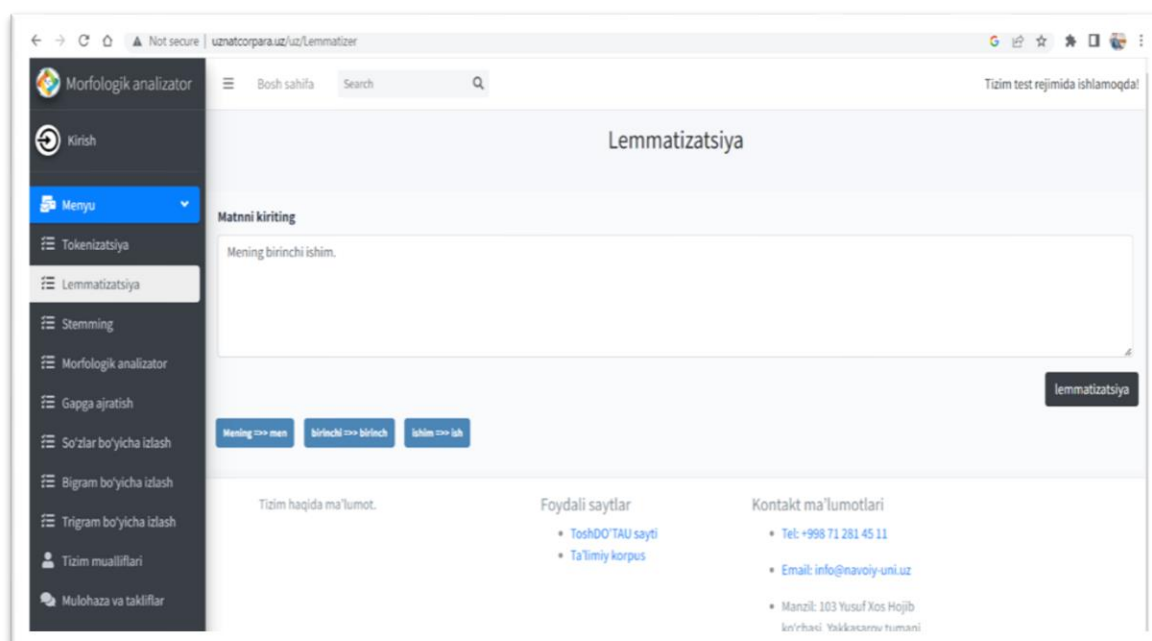 Not secure | uznatcorpara.uz/uz/Lemmatizer
Morfologik analizator
Bosh sahifa Search Tizim test rejimida ishlamoqda!
Kirish
Lemmatizatsiya
Menyu
Tokenizatsiya
Lemmatizatsiya
Stemming
Morfologik analizator
Gapga ajratish
So'zlar bo'yicha izlash
Bigram bo'yicha izlash
Trigram bo'yicha izlash
Tizim mualliflari
Mulohaza va takliflar
Matnni kiriting
Mening birinchi ishim.
lemmatizatsiya
Mening =>> men birinchi =>> birinch ishim =>> ish
Tizim haqida ma'lumot.
Foydali saytlar
ToshDO'TAU sayti
Ta'limiy korpus
Kontakt ma'lumotlari
Tel: +998 71 281 45 11
Email: info@navoiy-uni.uz
Manzil: 103 Yusuf Xos Hojib
ko'chasi, Yakkasaroy tumani